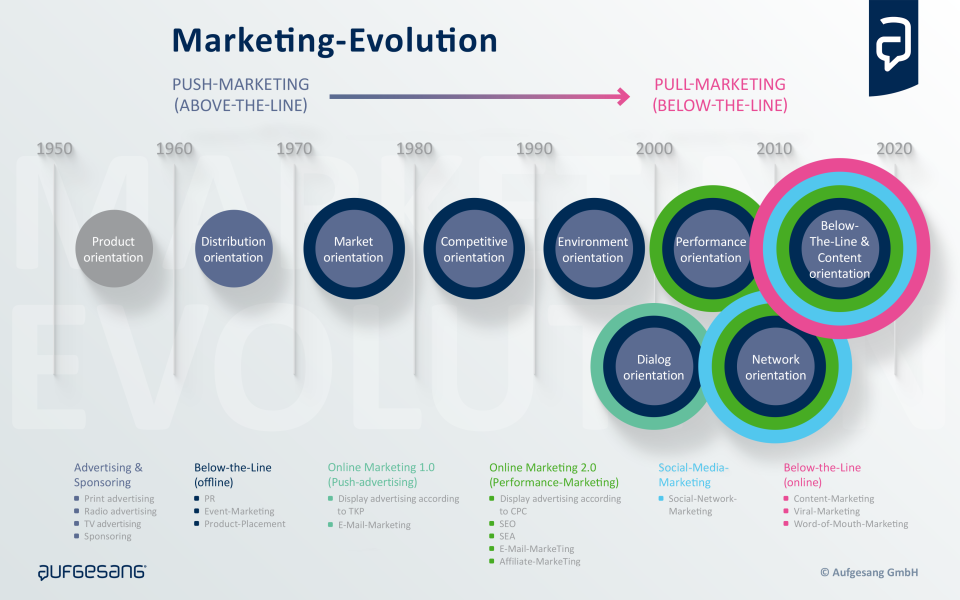 Marketing-Evolution
PUSH-MARKETING
(ABOVE-THE-LINE)
PULL-MARKETING
(BELOW-THE-LINE)
1950
1960
1970
1980
1990
2000
2010
2020
MARKETING
EVOLUTION
Product
orientation
Distribution
orientation
Market
orientation
Competitive
orientation
Environment
orientation
Performance
orientation
Below-
The-Line &
Content
orientation
Dialog
orientation
Network
orientation
Advertising &
Sponsoring
Print advertising
Radio advertising
TV advertising
Sponsoring
Below-the-Line
(offline)
PR
Event-Marketing
Product-Placement
Online Marketing 1.0
(Push-advertising)
Display advertising according
to TKP
E-Mail-Marketing
Online Marketing 2.0
(Performance-Marketing)
Display advertising according
to CPC
SEO
SEA
E-Mail-MarkeTing
Affiliate-MarkeTing
Social-Media-
Marketing
Social-Network-
Marketing
Below-the-Line
(online)
Content-Marketing
Viral-Marketing
Word-of-Mouth-Marketing
aufgesang
© Aufgesang GmbH